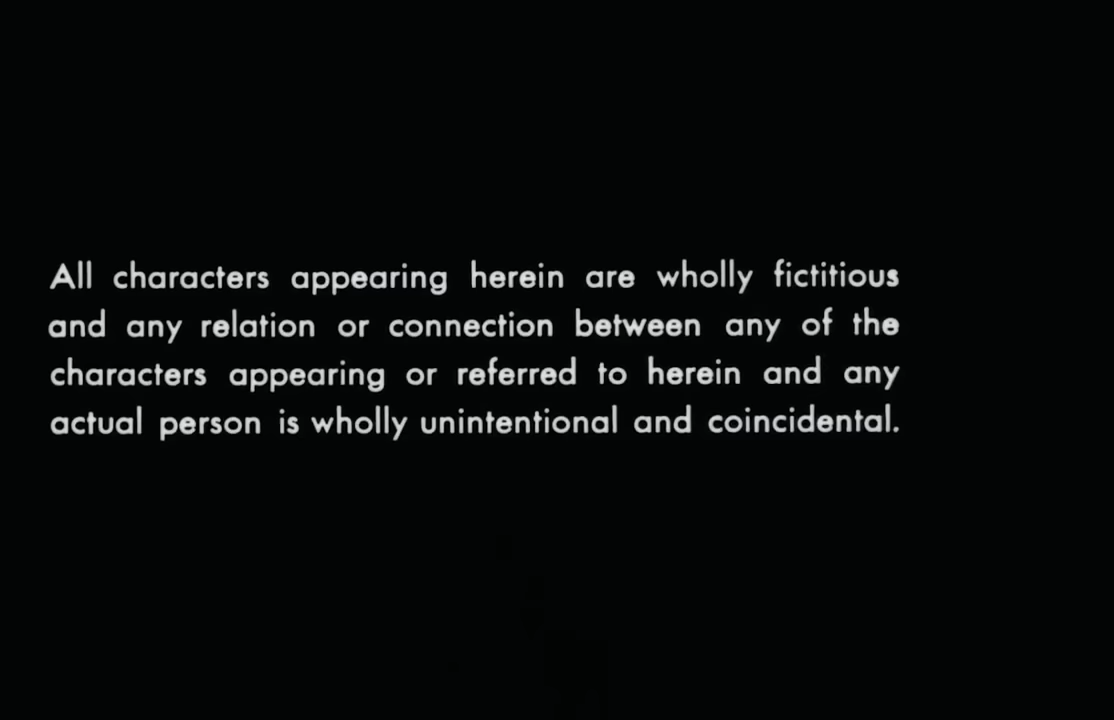 All characters appearing herein are wholly fictitious
and any relation or connection between any of the
characters appearing or referred to herein and any
actual person is wholly unintentional and coincidental.